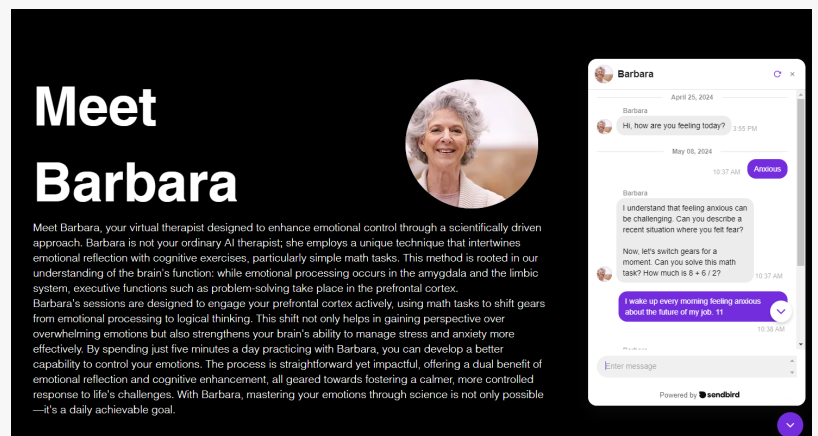 Meet
Barbara
Meet Barbara, your virtual therapist designed to enhance emotional control through a scientifically driven
approach. Barbara is not your ordinary AI therapist; she employs a unique technique that intertwines
emotional reflection with cognitive exercises, particularly simple math tasks. This method is rooted in our
understanding of the brain's function: while emotional processing occurs in the amygdala and the limbic
system, executive functions such as problem-solving take place in the prefrontal cortex.
Barbara's sessions are designed to engage your prefrontal cortex actively, using math tasks to shift gears
from emotional processing to logical thinking. This shift not only helps in gaining perspective over
overwhelming emotions but also strengthens your brain's ability to manage stress and anxiety more
effectively. By spending just five minutes a day practicing with Barbara, you can develop a better
capability to control your emotions. The process is straightforward yet impactful, offering a dual benefit of
emotional reflection and cognitive enhancement, all geared towards fostering a calmer, more controlled
response to life's challenges. With Barbara, mastering your emotions through science is not only possible
—it's a daily achievable goal.
Barbara
April 25, 2024
Barbara
Hi, how are you feeling today?
3:55 PM
May 08, 2024
10:37 AM
Anxious
Barbara
I understand that feeling anxious can
be challenging. Can you describe a
recent situation where you felt fear?
Now, let's switch gears for a
moment. Can you solve this math
task? How much is 8 + 6 / 2?
10:37 AM
I wake up every morning feeling anxious
about the future of my job. 11
10:38 AM
Enter message
Powered by sendbird